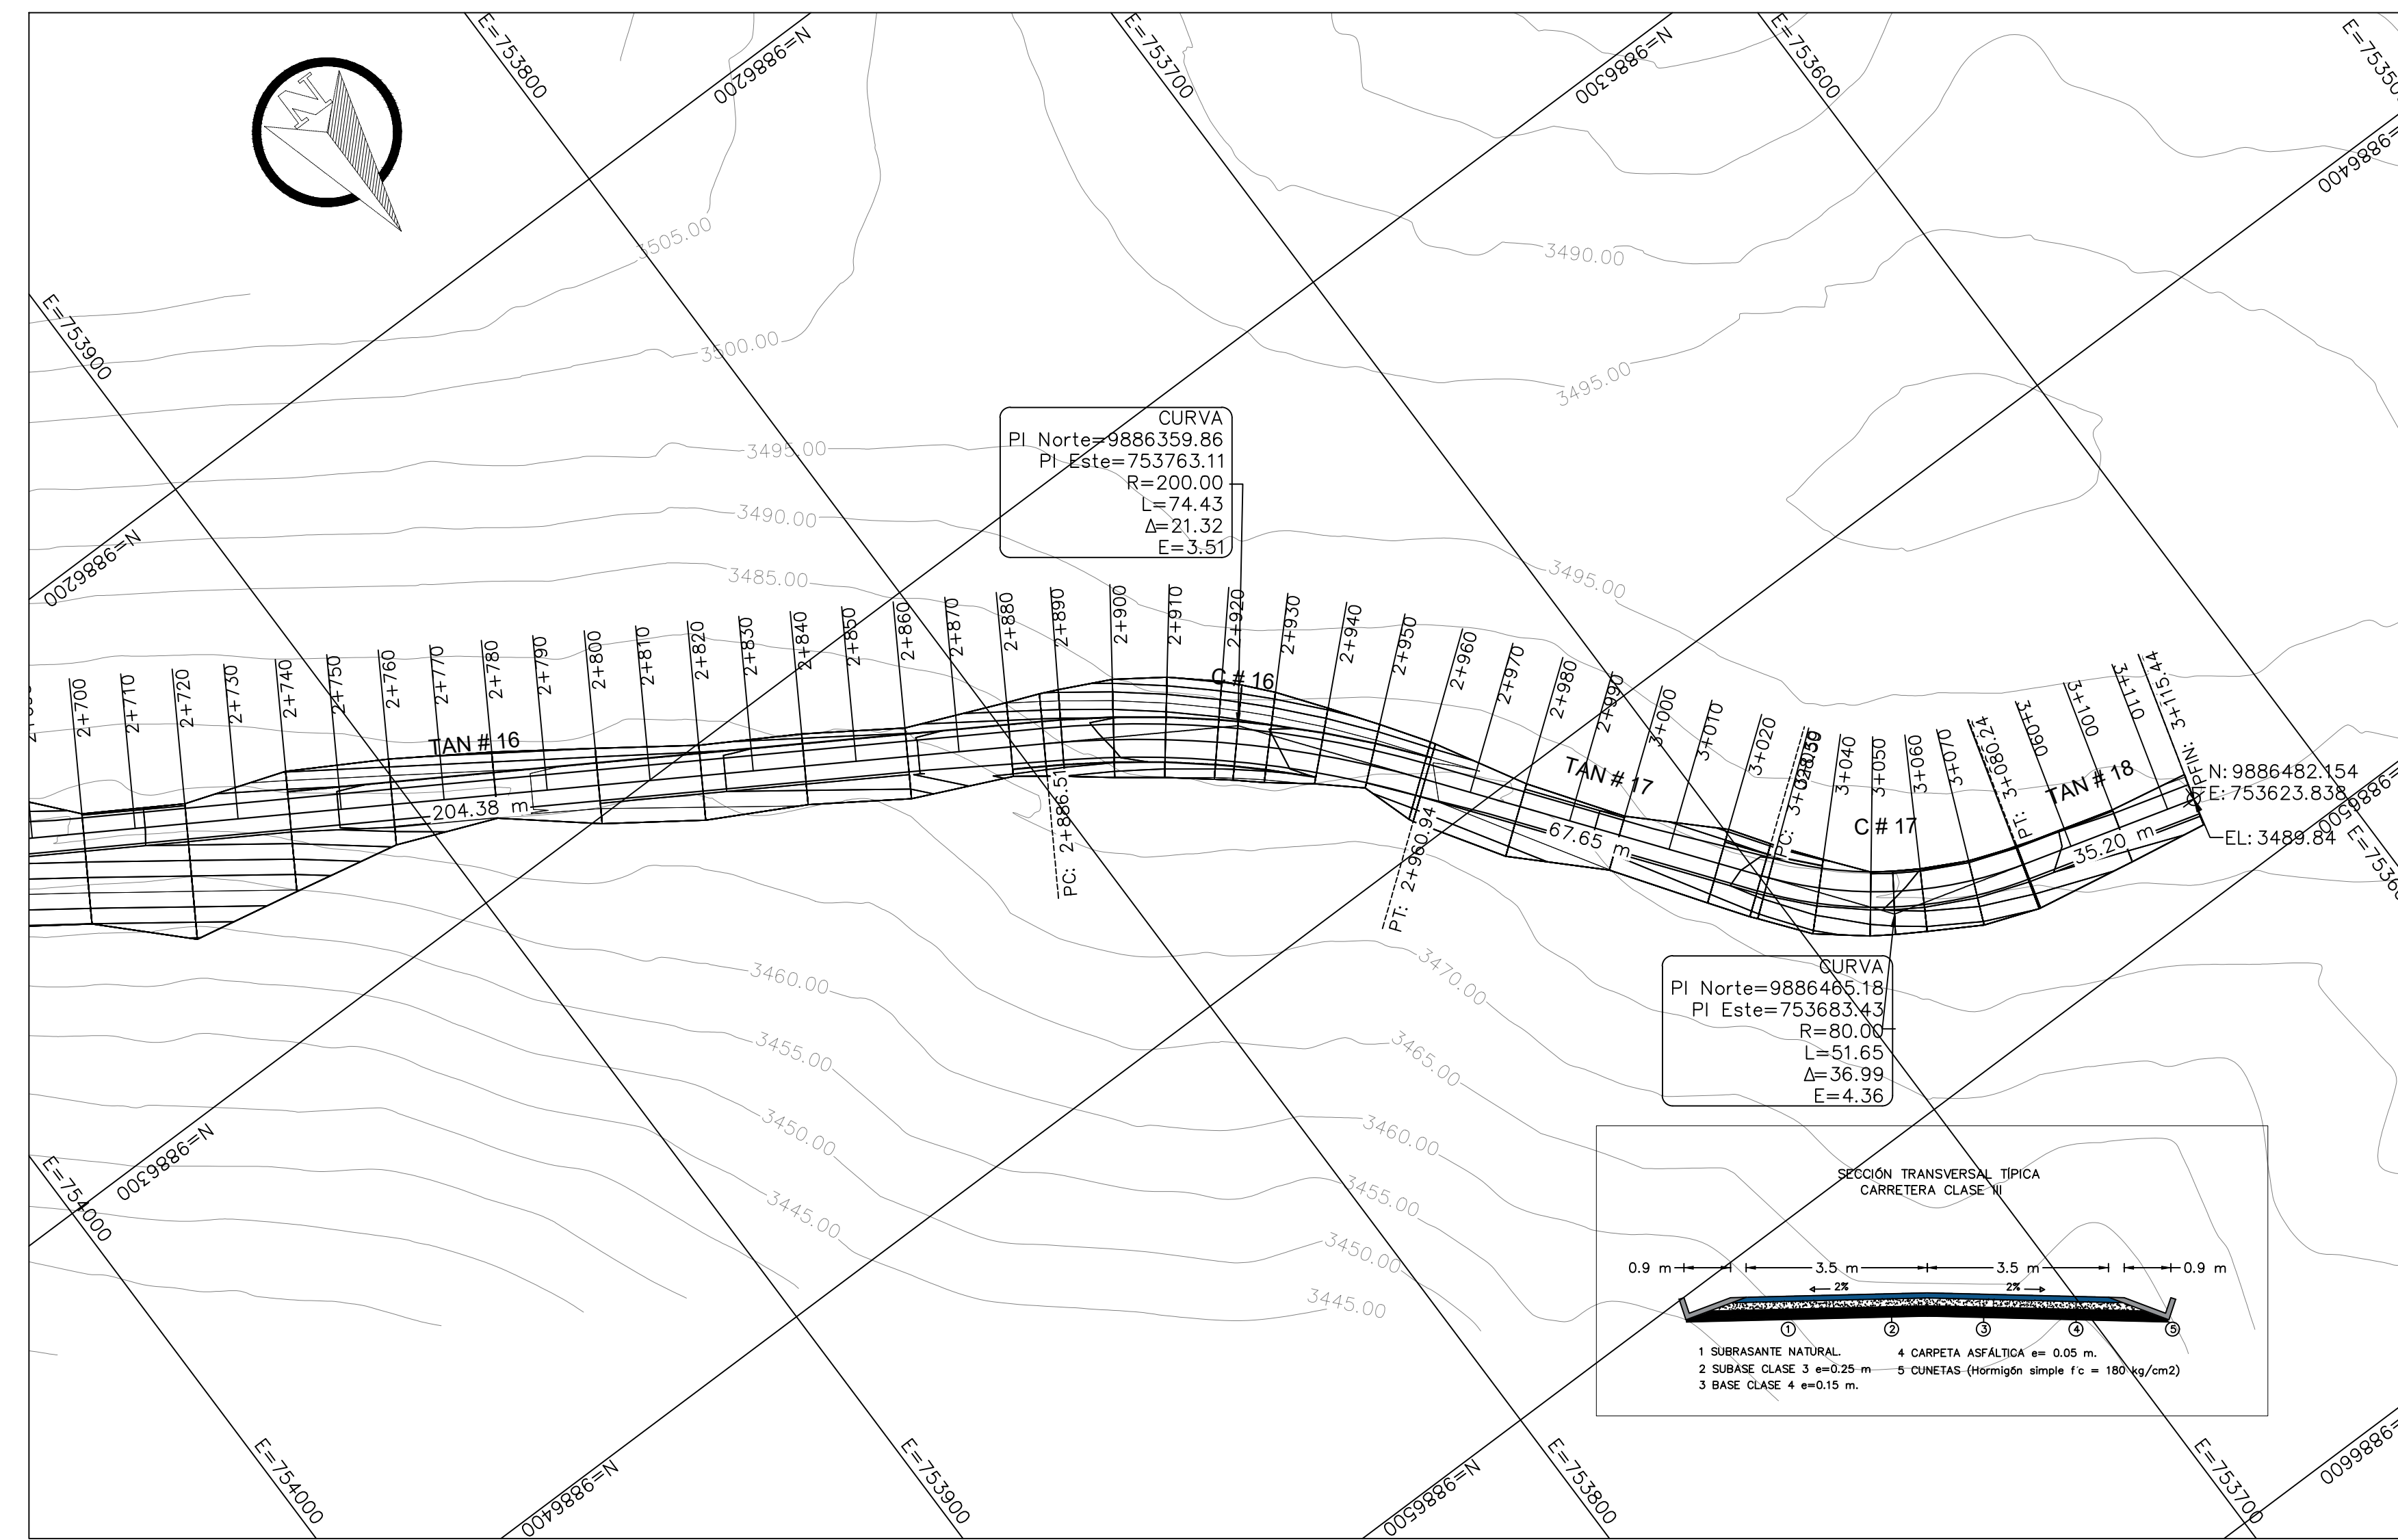 E=753800
N=9886200
E=753700
N=9886300
E=753600
N
3505.00
3490.00
N=9886400
E=753900
3500.00
3495.00
CURVA
PI Norte=9886359.86
PI Este=753763.11
R=200.00
L=74.43
Δ=21.32
E=3.51
3495.00
3490.00
3485.00
3495.00
N=9886200
2+700
2+710
2+720
2+730
2+740
2+750
2+760
2+770
2+780
2+790
2+800
2+810
2+820
2+830
2+840
2+850
2+860
2+870
2+880
2+890
2+900
2+910
2+920
2+930
2+940
2+950
2+960
2+970
2+980
2+990
3+000
3+010
3+020
3+040
3+050
3+060
3+070
3+090
3+100
3+110
TAN # 16
C # 16
TAN # 17
C # 17
TAN # 18
204.38 m
67.65 m
35.20 m
PC: 2+886.51
PT: 2+960.94
PT: 3+080.24
3+115.44
N: 9886482.154
E: 753623.838
EL: 3489.84
3460.00
3455.00
3450.00
3445.00
3470.00
3465.00
3460.00
3455.00
3450.00
3445.00
CURVA
PI Norte=9886465.18
PI Este=753683.43
R=80.00
L=51.65
Δ=36.99
E=4.36
N=9886300
E=754000
SECCIÓN TRANSVERSAL TÍPICA
CARRETERA CLASE III
0.9 m
3.5 m
3.5 m
0.9 m
2%
2%
1
2
3
4
5
1 SUBRASANTE NATURAL.
2 SUBASE CLASE 3 e=0.25 m
3 BASE CLASE 4 e=0.15 m.
4 CARPETA ASFÁLTICA e= 0.05 m.
5 CUNETAS (Hormigón simple f'c = 180 kg/cm2)
E=754000
N=9886400
E=753900
N=9886500
E=753800
E=753700